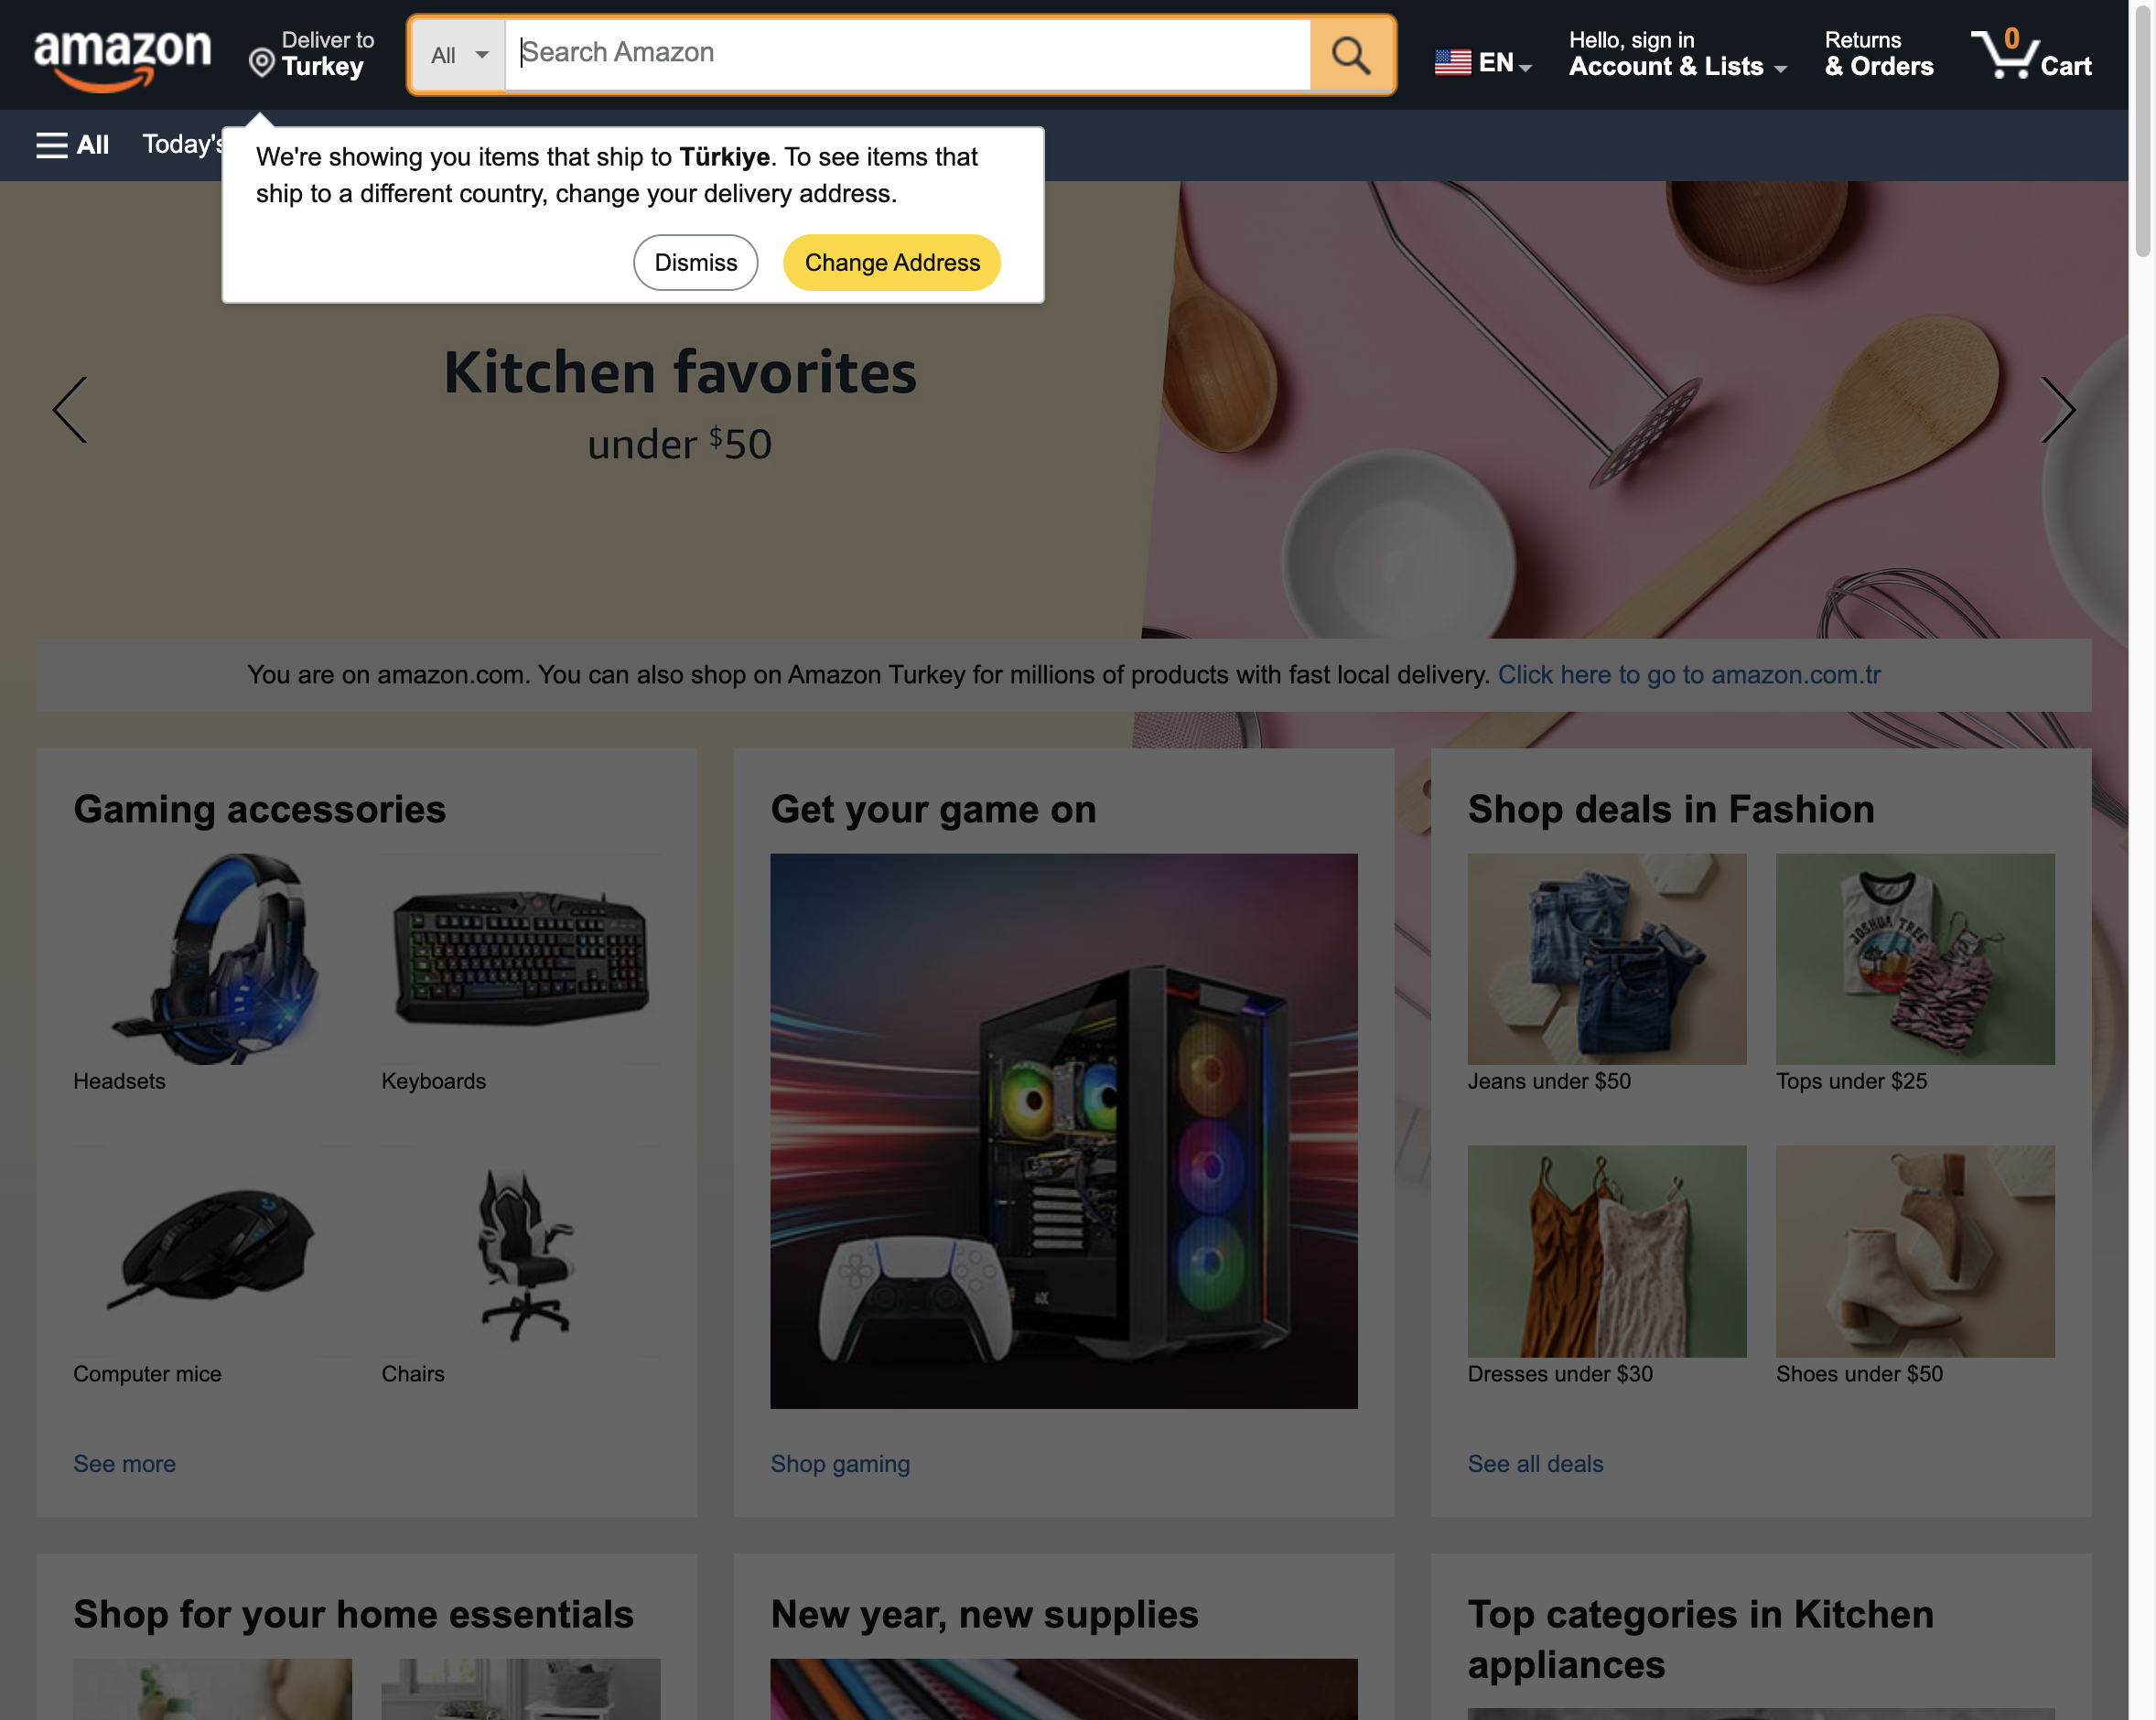 amazon
Deliver to
Turkey
All
Search Amazon
EN
Hello, sign in
Account & Lists
Returns
& Orders
0
Cart
All
Today's
We're showing you items that ship to Türkiye. To see items that
ship to a different country, change your delivery address.
Dismiss
Change Address
Kitchen favorites
under $50
You are on amazon.com. You can also shop on Amazon Turkey for millions of products with fast local delivery. Click here to go to amazon.com.tr
Gaming accessories
Headsets
Keyboards
Computer mice
Chairs
See more
Get your game on
Shop gaming
Shop deals in Fashion
JOSHUA TREE
Jeans under $50
Tops under $25
Dresses under $30
Shoes under $50
See all deals
Shop for your home essentials
New year, new supplies
Top categories in Kitchen
appliances